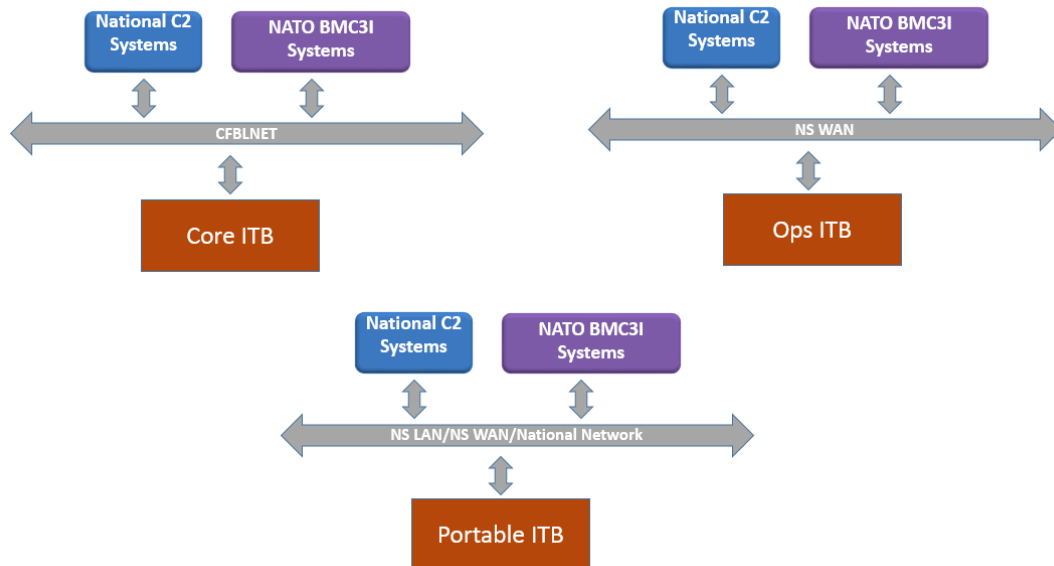 National C2
Systems
NATO BMC3I
Systems
CFBLNET
Core ITB
National C2
Systems
NATO BMC3I
Systems
NS WAN
Ops ITB
National C2
Systems
NATO BMC3I
Systems
NS LAN/NS WAN/National Network
Portable ITB